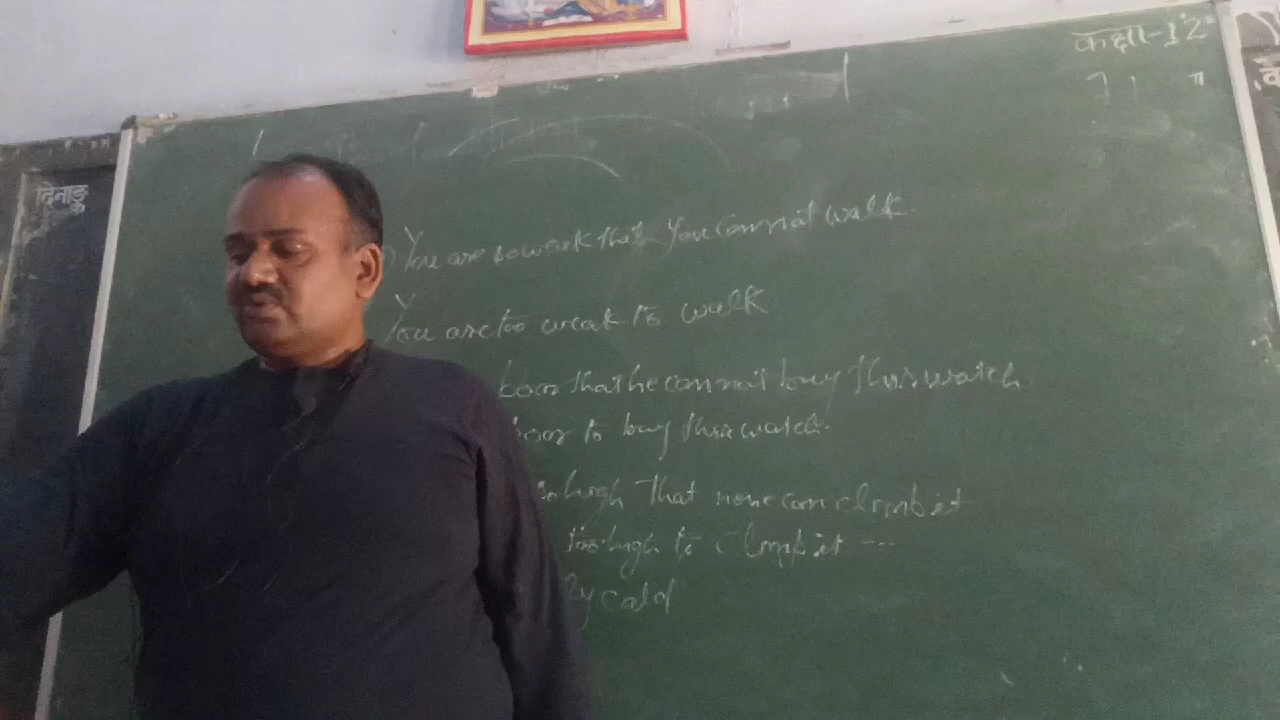 कक्षा-12
दिनाङ्क
You are so weak that you cannot walk.
You are too weak to walk
poor that he cannot buy this watch
poor to buy this watch.
so high that none can climb it
too high to climb it ---